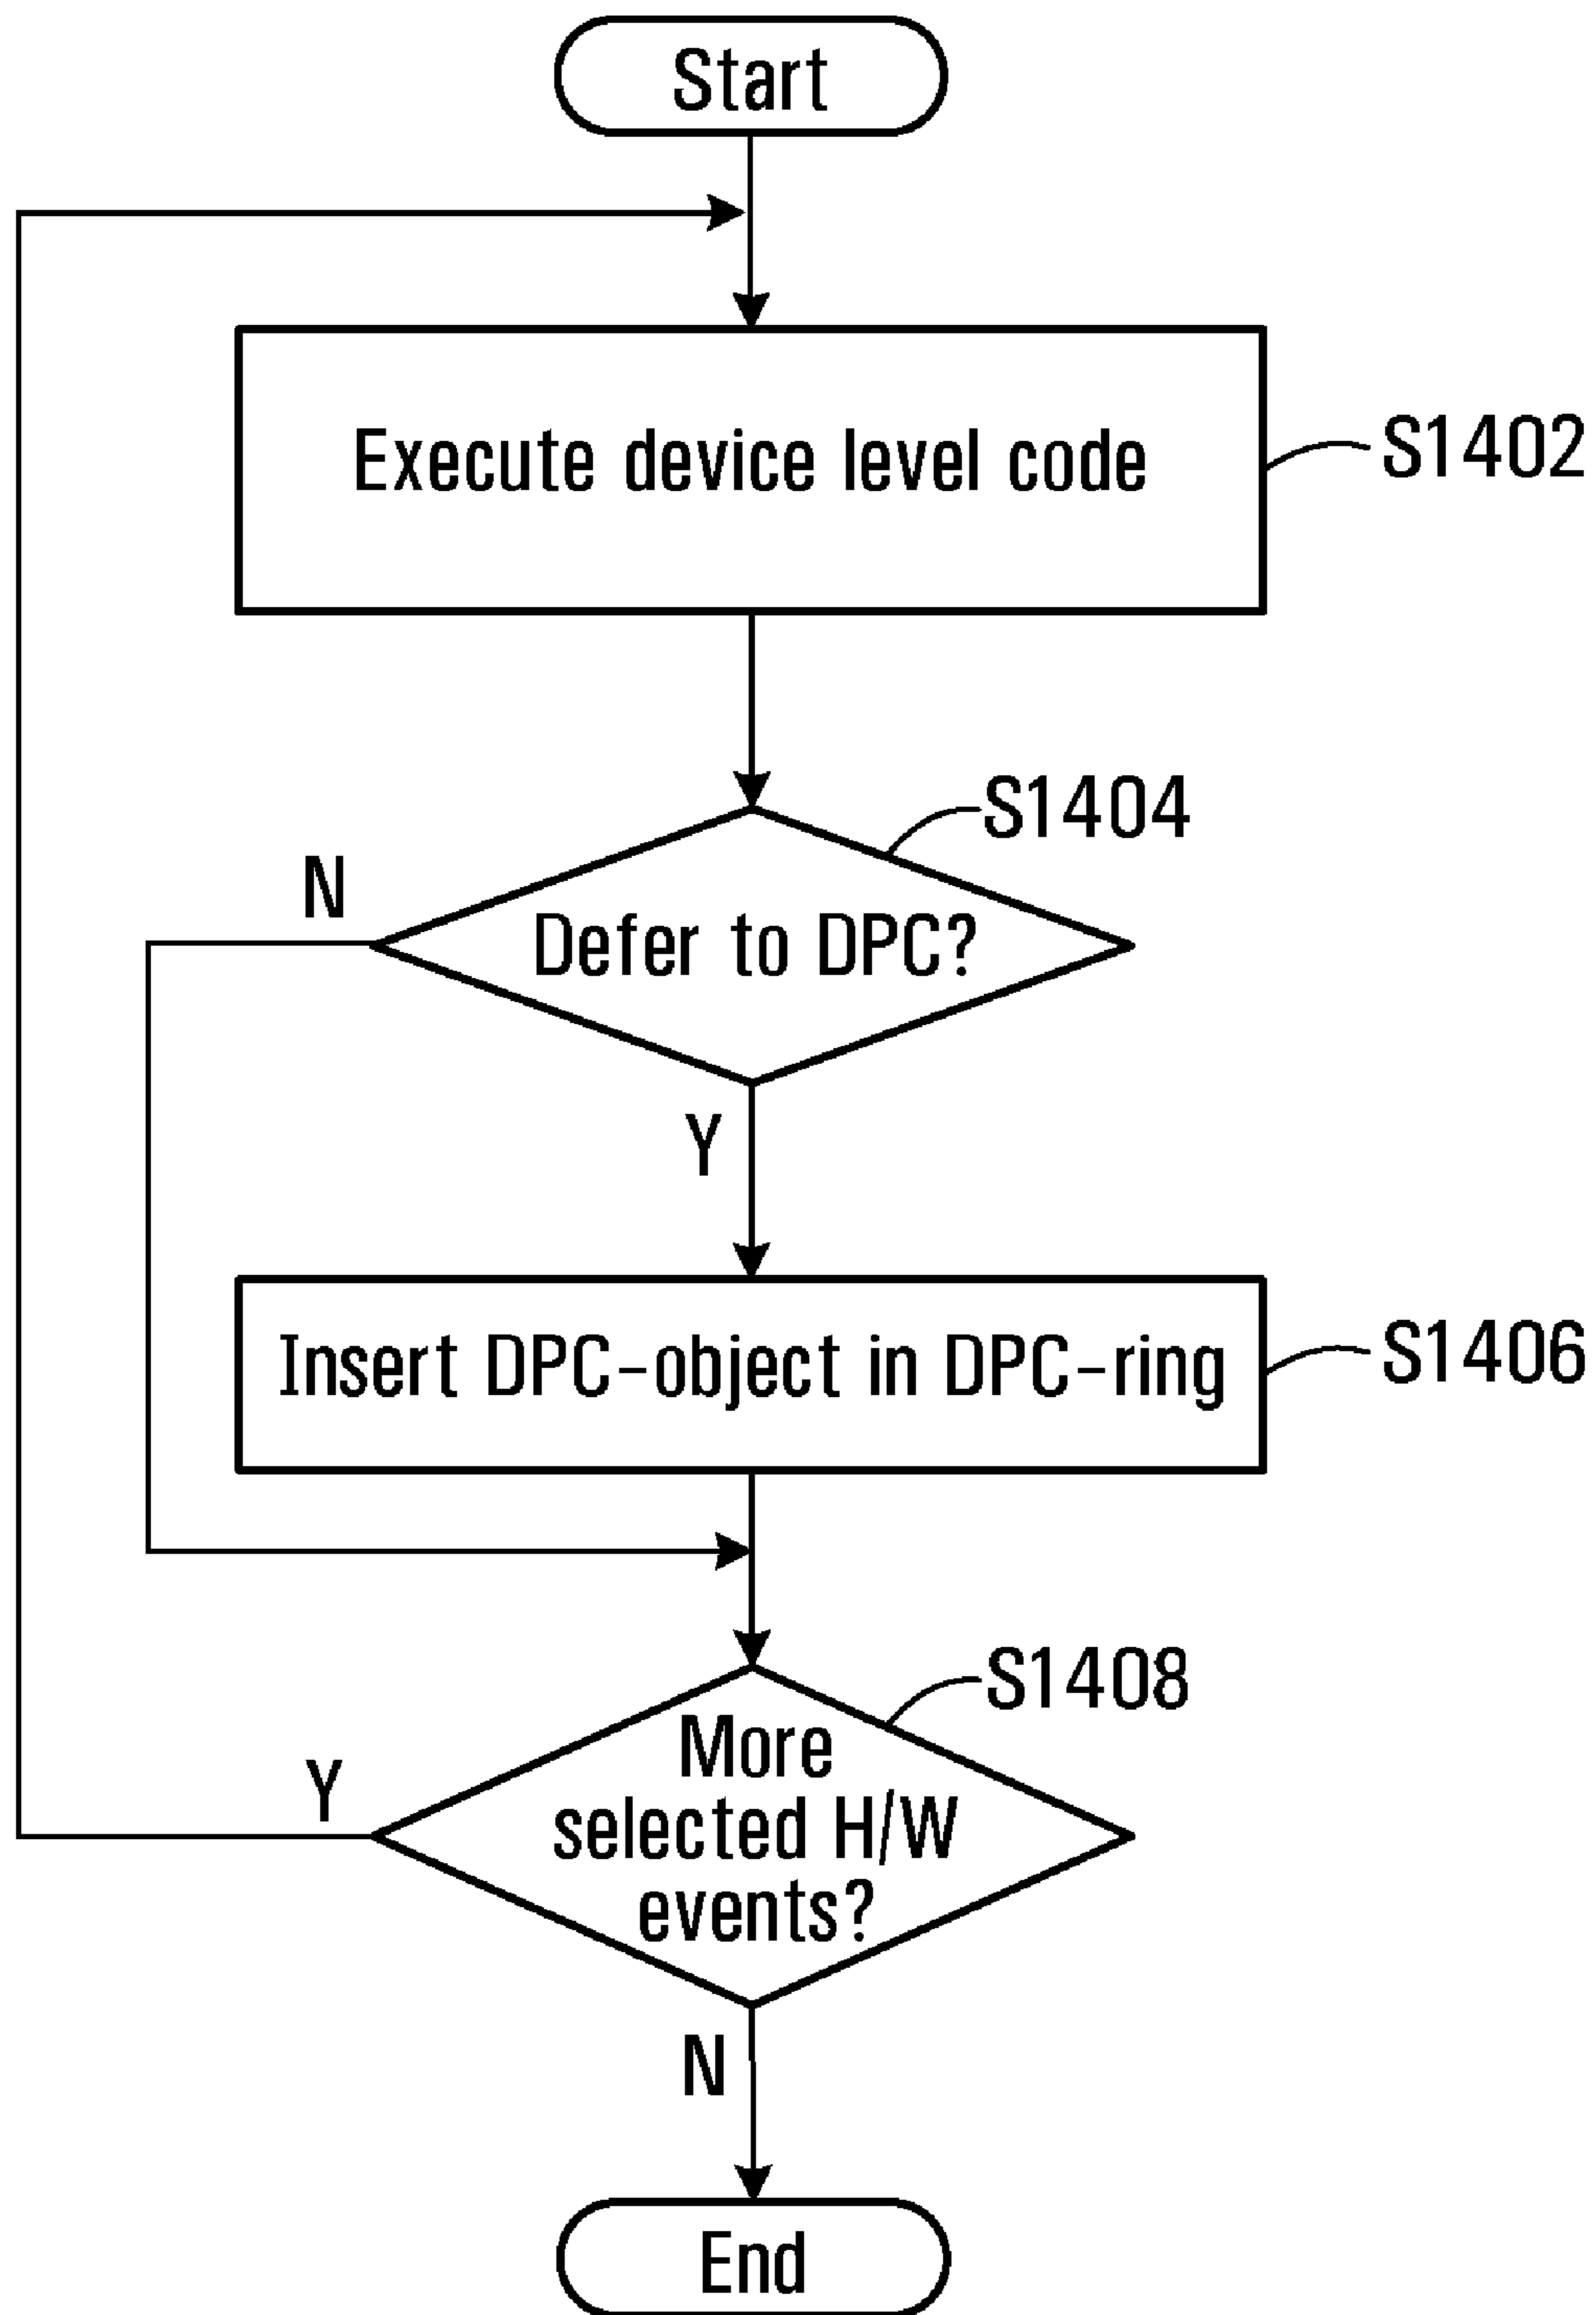 Start
Execute device level code
S1402
S1404
N
Defer to DPC?
Y
Insert DPC-object in DPC-ring
S1406
S1408
More
selected H/W
events?
Y
N
End